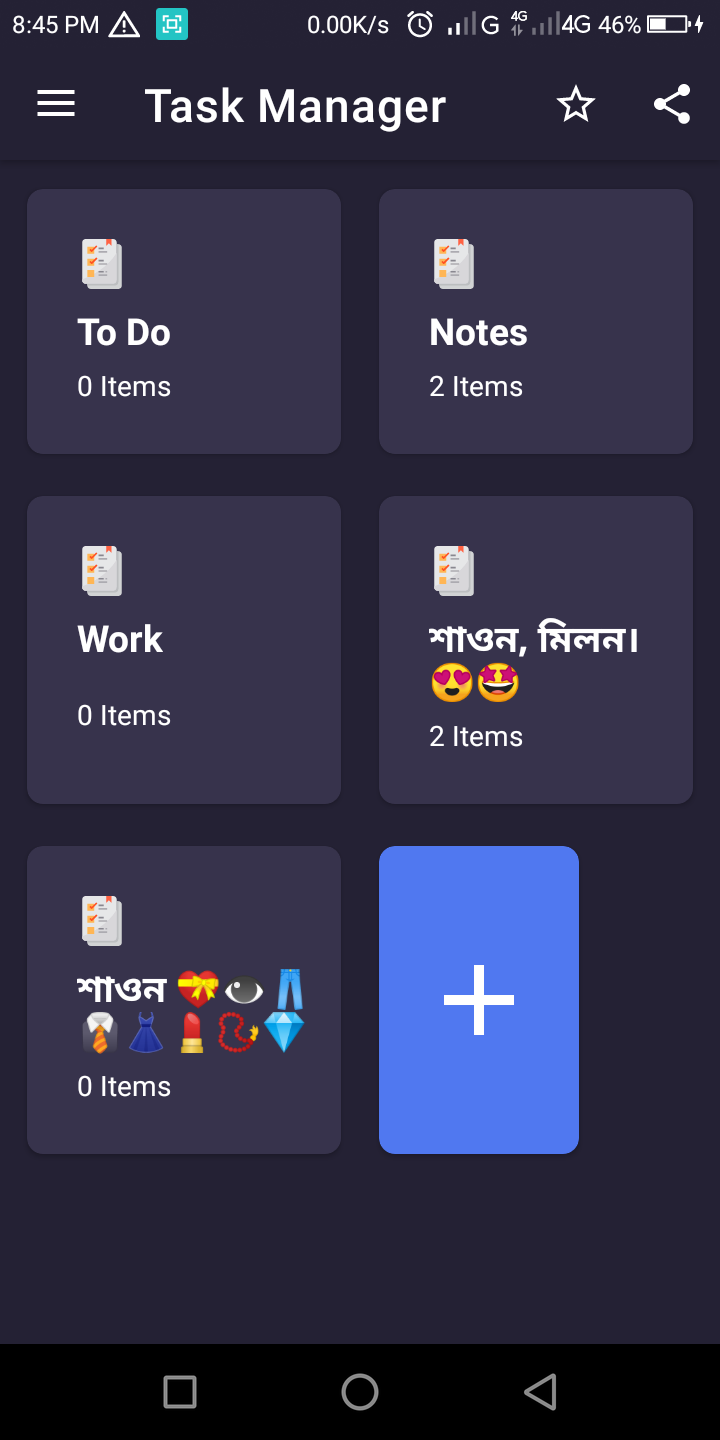 8:45 PM 0.00K/s G 4G 4G 46%
Task Manager
To Do
0 Items
Notes
2 Items
Work
0 Items
শাওন, মিলন।
😍🤩
2 Items
শাওন 💝👁👖
👔👗💄📿💎
0 Items